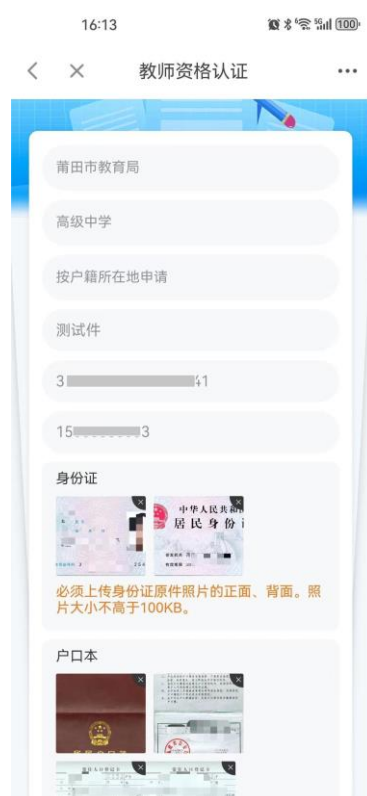 16:13
5G 100
教师资格认证
莆田市教育局
高级中学
按户籍所在地申请
测试件
3 41
15 3
身份证
中华人民共和
居民身份
必须上传身份证原件照片的正面、背面。照
片大小不高于100KB。
户口本